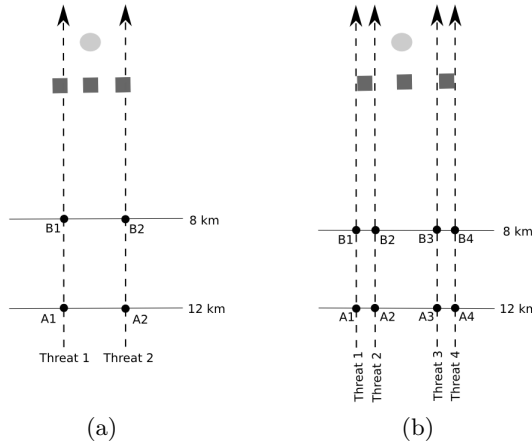 B1 B2 8 km
A1 A2 12 km
Threat 1 Threat 2
(a)
B1 B2 B3 B4 8 km
A1 A2 A3 A4 12 km
Threat 1
Threat 2
Threat 3
Threat 4
(b)